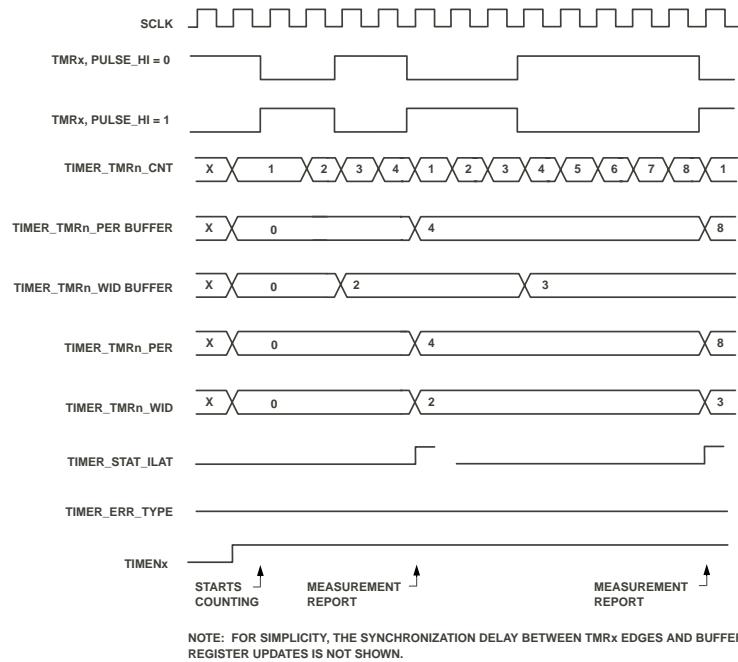 SCLK
TMRx, PULSE_HI = 0
TMRx, PULSE_HI = 1
TIMER_TMRn_CNT X 1 2 3 4 1 2 3 4 5 6 7 8 1
TIMER_TMRn_PER BUFFER X 0 4 8
TIMER_TMRn_WID BUFFER X 0 2 3
TIMER_TMRn_PER X 0 4 8
TIMER_TMRn_WID X 0 2 3
TIMER_STAT_ILAT
TIMER_ERR_TYPE
TIMENx
STARTS COUNTING
MEASUREMENT REPORT
MEASUREMENT REPORT
NOTE: FOR SIMPLICITY, THE SYNCHRONIZATION DELAY BETWEEN TMRx EDGES AND BUFFER
REGISTER UPDATES IS NOT SHOWN.